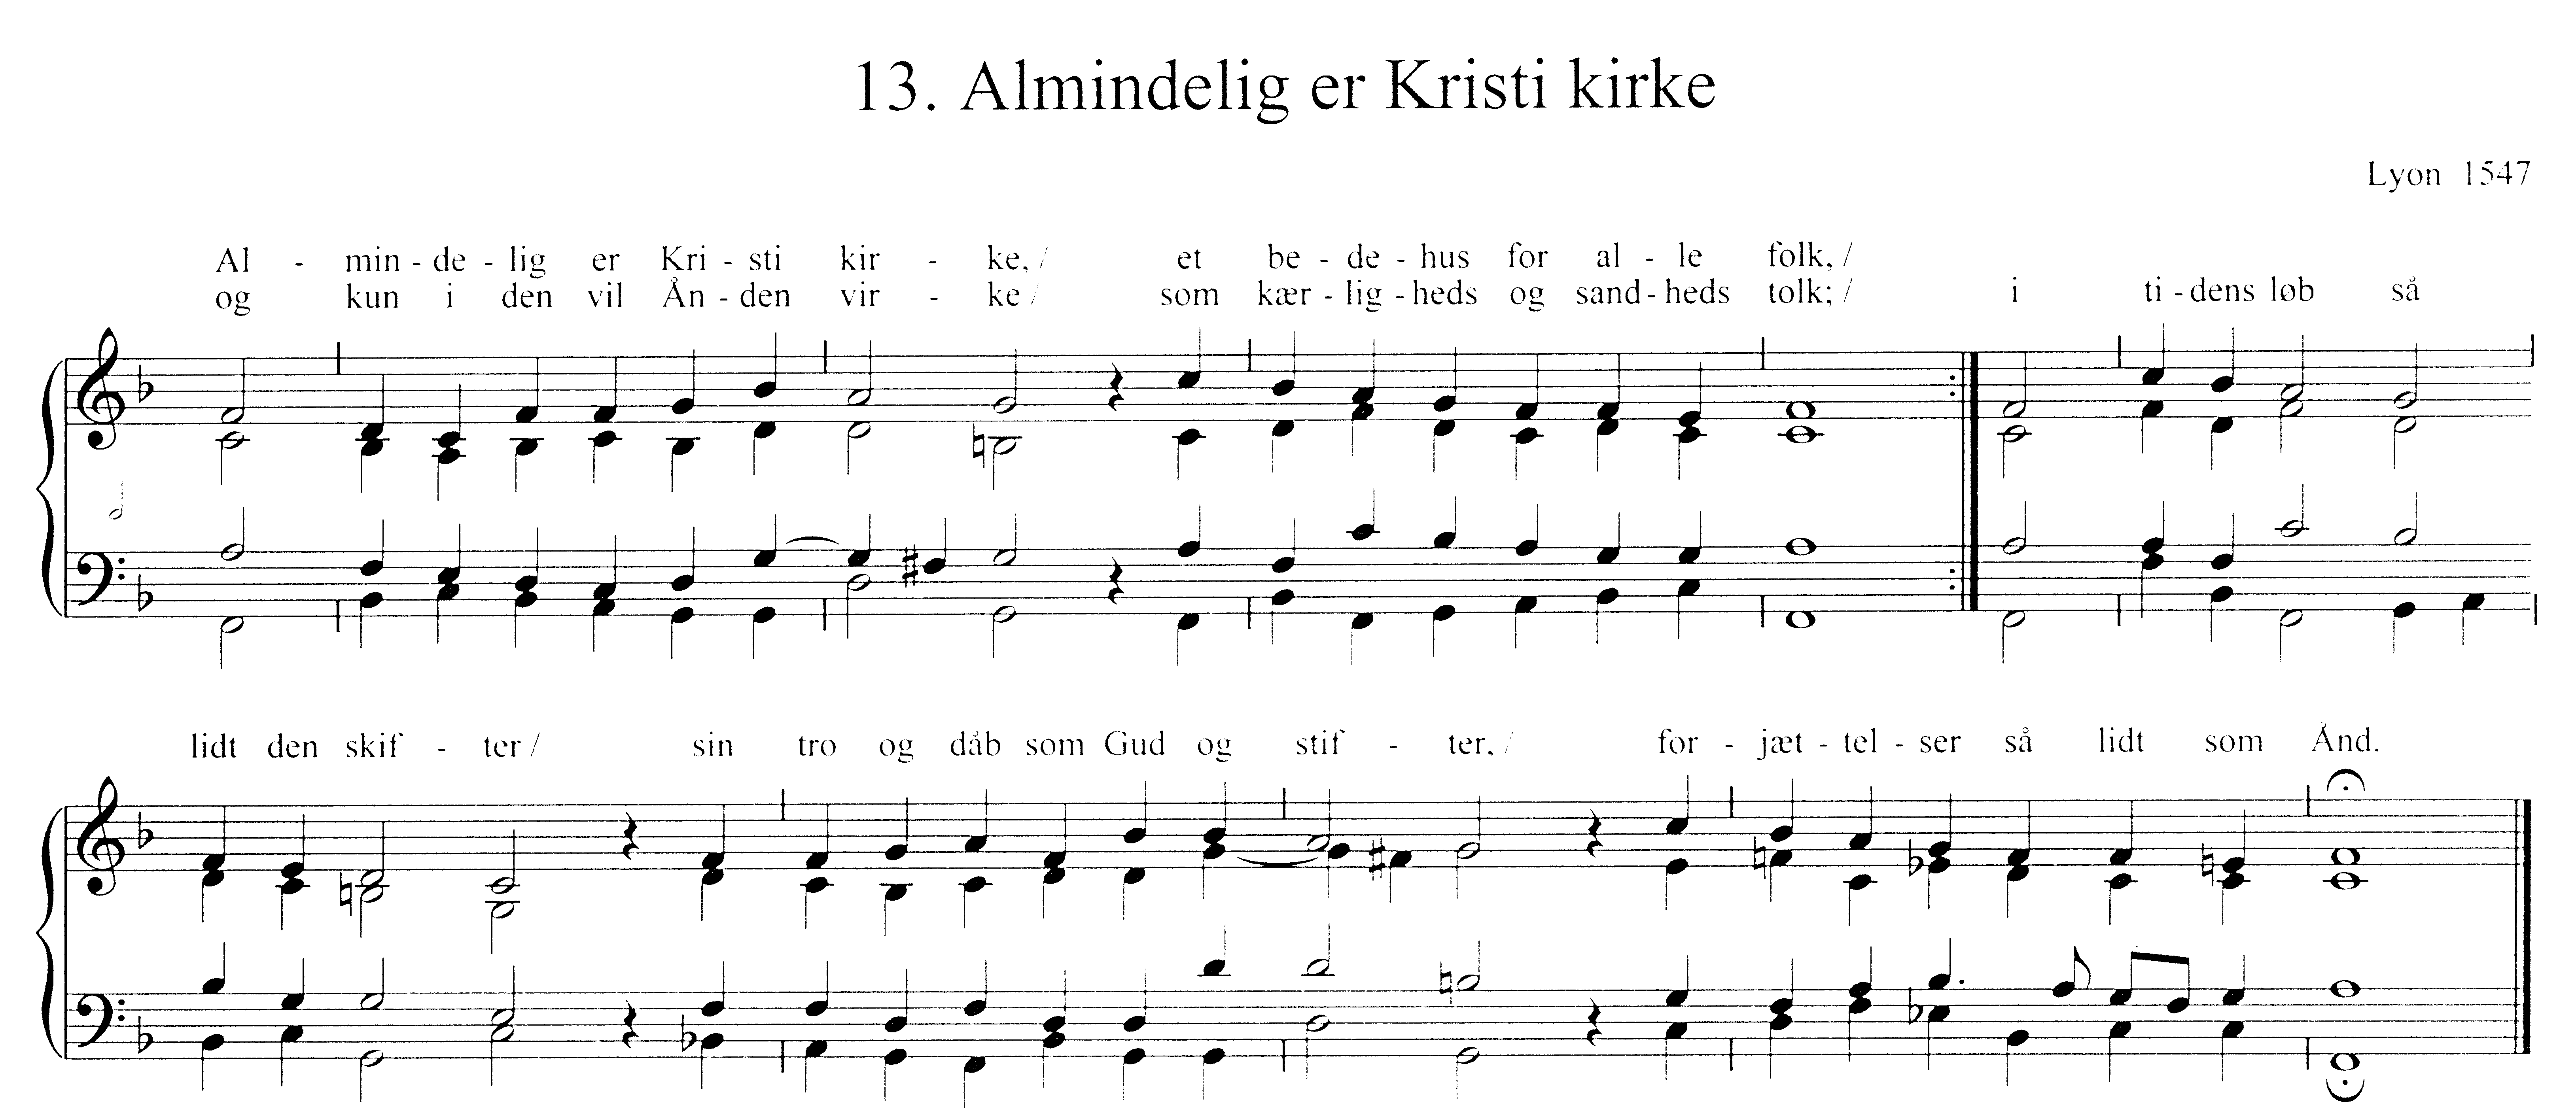 13. Almindelig er Kristi kirke
Lyon 1547
Al - min - de - lig er Kri - sti kir - ke, / et be - de - hus for al - le folk, /
og kun i den vil Ån - den vir - ke / som kær - lig - heds og sand - heds tolk; / i ti - dens løb så
lidt den skif - ter / sin tro og dåb som Gud og stif - ter, / for - jæt - tel - ser så lidt som Ånd.